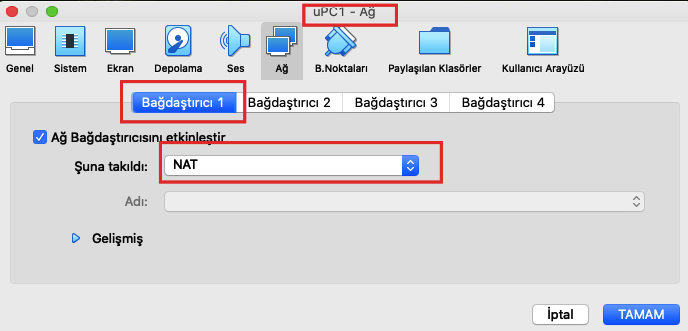 uPC1 - Ağ
Genel Sistem Ekran Depolama Ses Ağ B.Noktaları Paylaşılan Klasörler Kullanıcı Arayüzü
Bağdaştırıcı 1 Bağdaştırıcı 2 Bağdaştırıcı 3 Bağdaştırıcı 4
Ağ Bağdaştırıcısını etkinleştir
Şuna takıldı: NAT
Adı:
Gelişmiş
İptal TAMAM